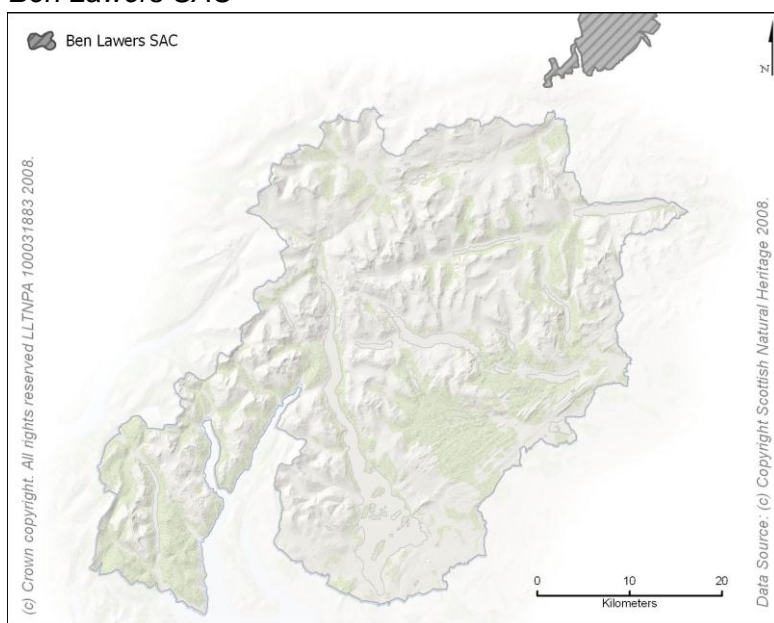 Ben Lawers SAC
Ben Lawers SAC
N
(c) Crown copyright. All rights reserved LLTNPA 100031883 2008.
Data Source: (c) Copyright Scottish Natural Heritage 2008.
0 10 20
Kilometers